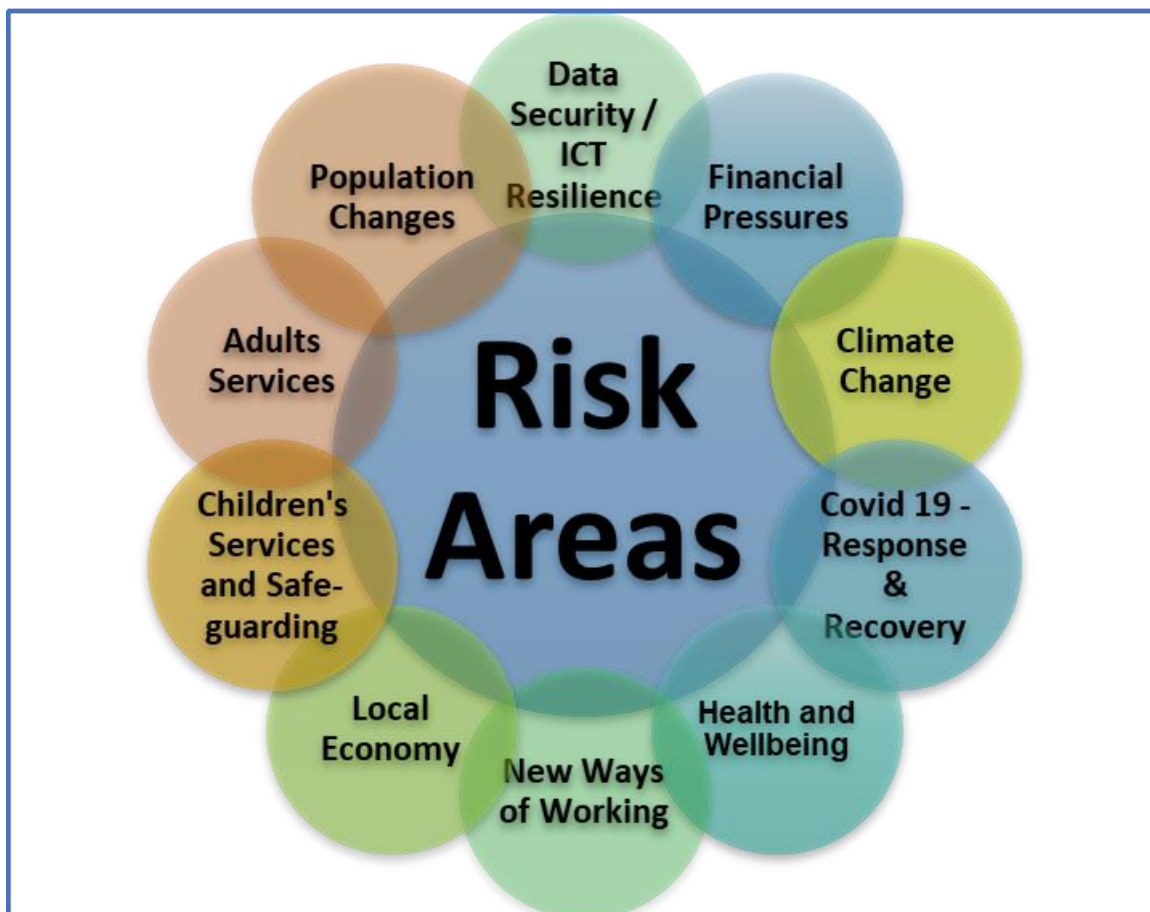 Data
Security /
ICT
Resilience
Financial
Pressures
Climate
Change
Covid 19 -
Response
&
Recovery
Health and
Wellbeing
New Ways
of Working
Local
Economy
Children's
Services
and Safe-
guarding
Adults
Services
Population
Changes
Risk
Areas